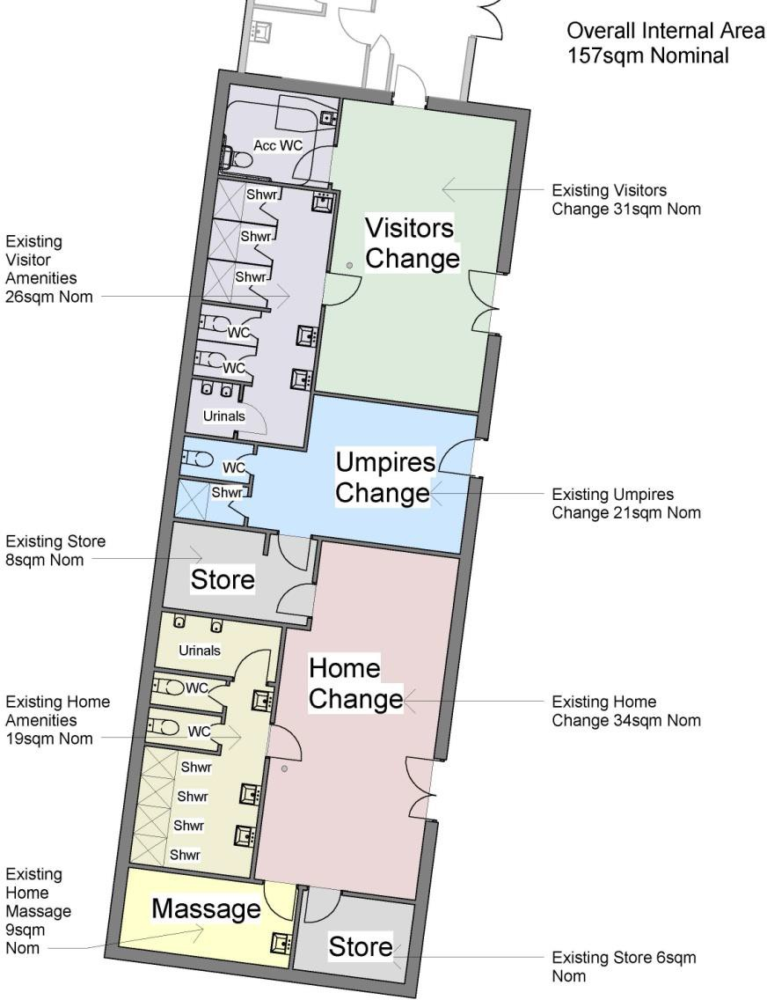 Overall Internal Area
157sqm Nominal
Acc WC
Shwr
Existing Visitors
Change 31sqm Nom
Visitors
Change
Existing
Visitor
Amenities
26sqm Nom
Shwr
Shwr
WC
WC
Urinals
Umpires
Change
WC
Shwr
Existing Umpires
Change 21sqm Nom
Existing Store
8sqm Nom
Store
Urinals
Home
Change
WC
Existing Home
Amenities
19sqm Nom
Existing Home
Change 34sqm Nom
WC
Shwr
Shwr
Shwr
Shwr
Existing
Home
Massage
9sqm
Nom
Massage
Store
Existing Store 6sqm
Nom